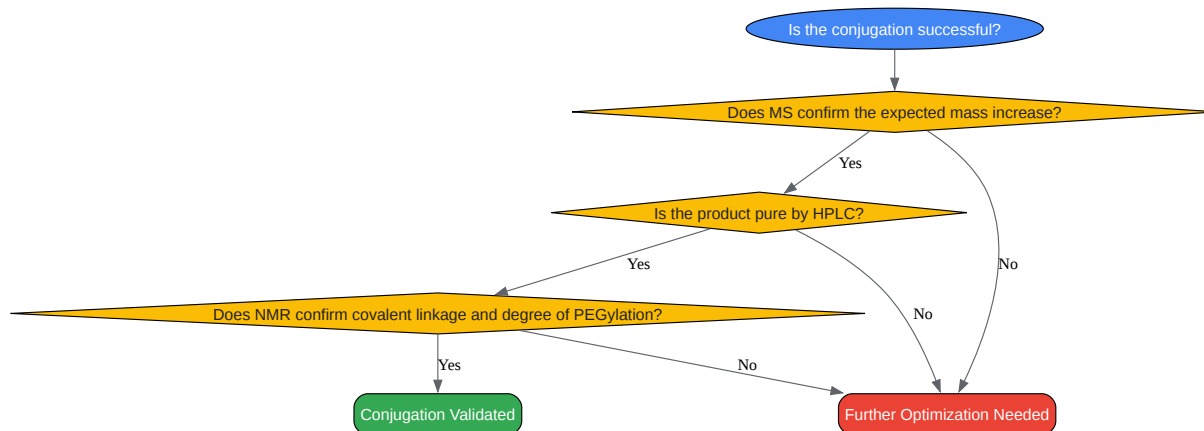 Is the conjugation successful?
Does MS confirm the expected mass increase?
Yes
Is the product pure by HPLC?
Yes
No
Does NMR confirm covalent linkage and degree of PEGylation?
No
Yes
No
Conjugation Validated
Further Optimization Needed